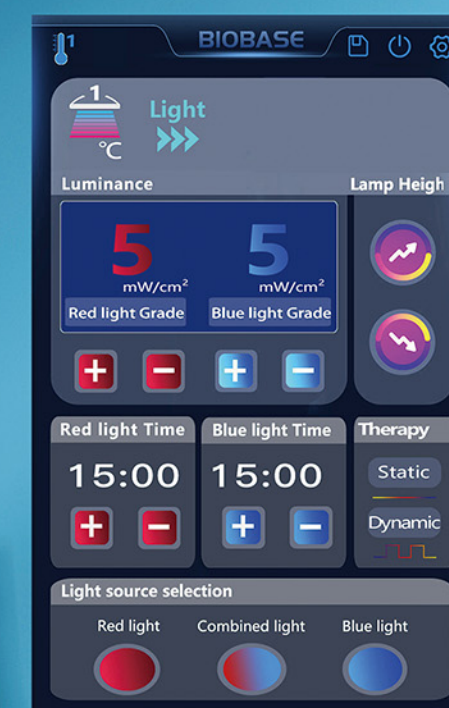 1
BIOBASE
1
°C
Light
Luminance
Lamp Heigh
5
mW/cm²
Red light Grade
5
mW/cm²
Blue light Grade
+ − + −
Red light Time
15:00
+ −
Blue light Time
15:00
+ −
Therapy
Static
Dynamic
Light source selection
Red light Combined light Blue light